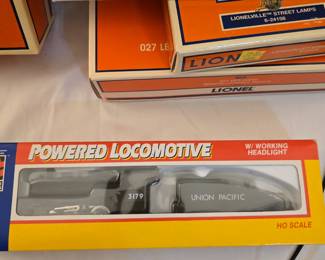 LIONELVILLE™ STREET LAMPS
6-24156
027 LE
LION
LIONEL
POWERED LOCOMOTIVE
W/ WORKING
HEADLIGHT
3179
UNION PACIFIC
HO SCALE